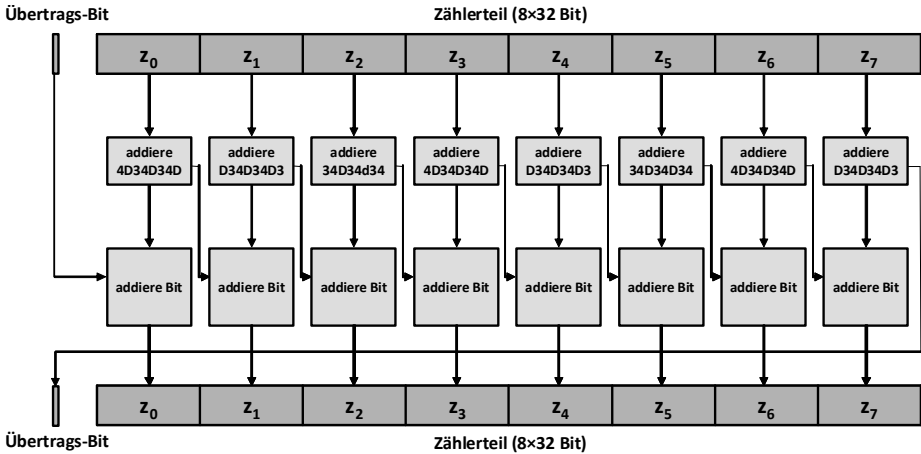 Übertrags-Bit Zählerteil (8×32 Bit)
z0 z1 z2 z3 z4 z5 z6 z7
addiere addiere addiere addiere addiere addiere addiere addiere
4D34D34D D34D34D3 34D34d34 4D34D34D D34D34D3 34D34D34 4D34D34D D34D34D3
addiere Bit addiere Bit addiere Bit addiere Bit addiere Bit addiere Bit addiere Bit addiere Bit
z0 z1 z2 z3 z4 z5 z6 z7
Übertrags-Bit Zählerteil (8×32 Bit)